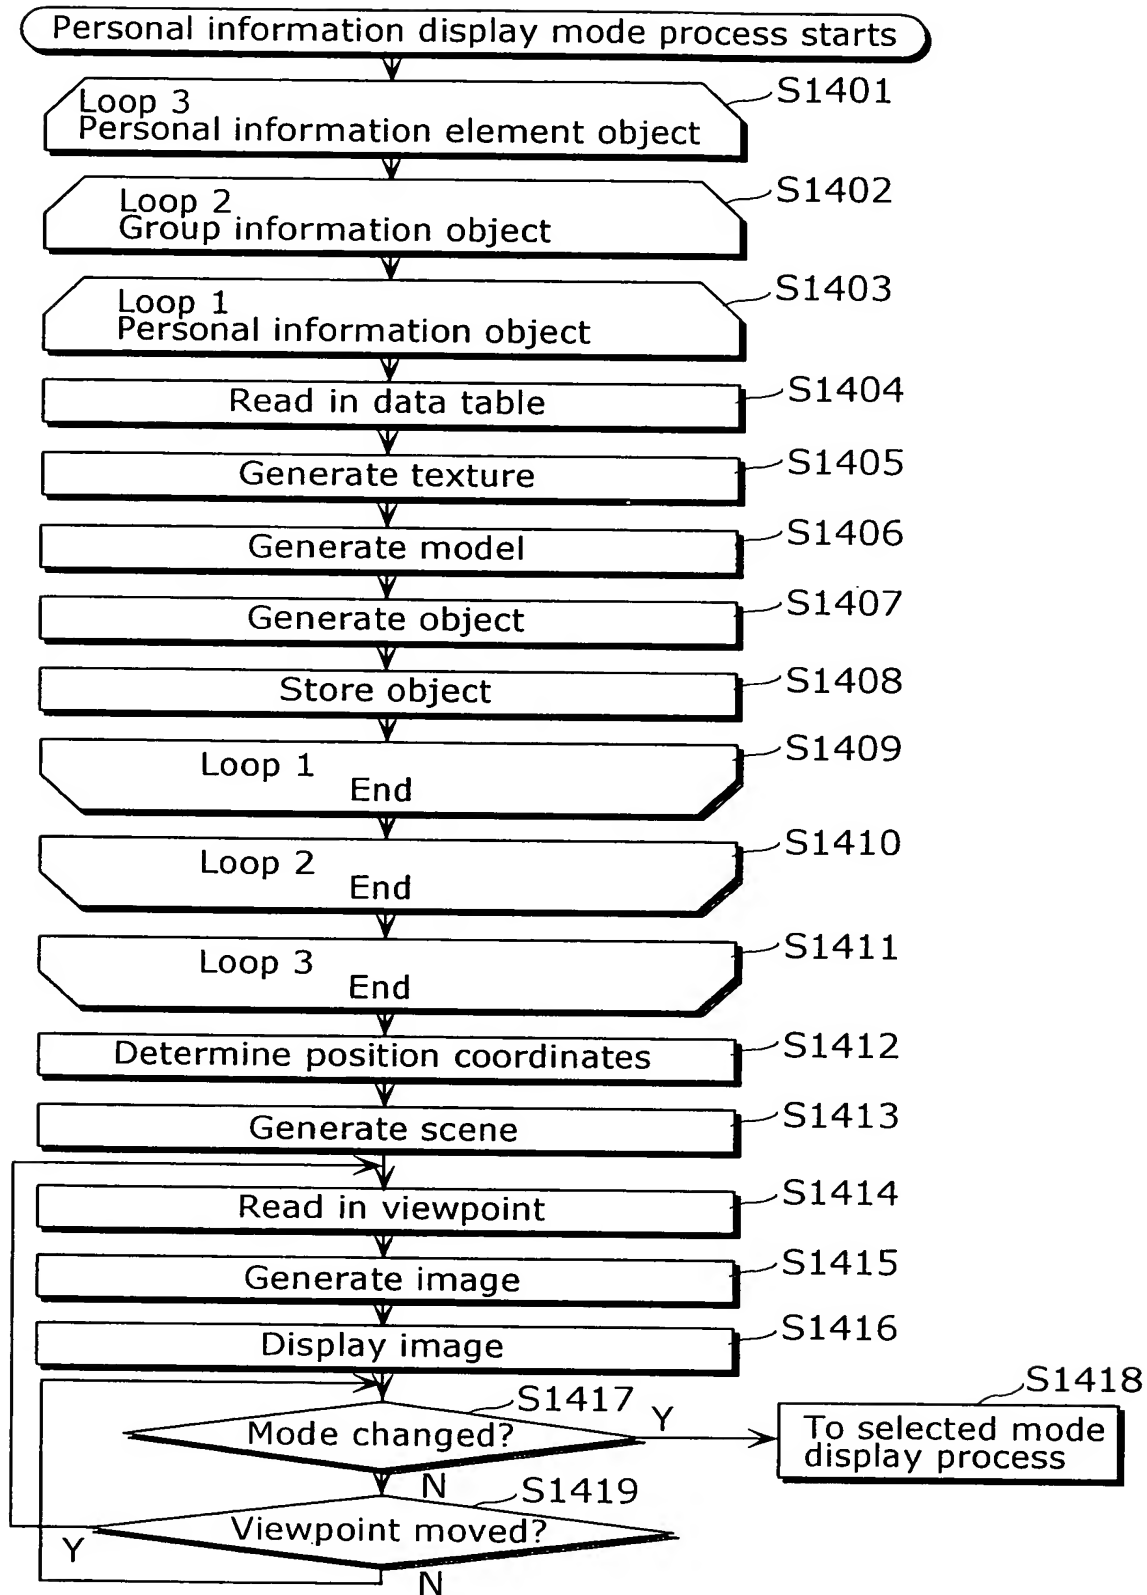 Personal information display mode process starts
Loop 3
Personal information element object
S1401
Loop 2
Group information object
S1402
Loop 1
Personal information object
S1403
Read in data table
S1404
Generate texture
S1405
Generate model
S1406
Generate object
S1407
Store object
S1408
Loop 1
End
S1409
Loop 2
End
S1410
Loop 3
End
S1411
Determine position coordinates
S1412
Generate scene
S1413
Read in viewpoint
S1414
Generate image
S1415
Display image
S1416
Mode changed?
S1417
Y
To selected mode
display process
S1418
N
Viewpoint moved?
S1419
Y
N